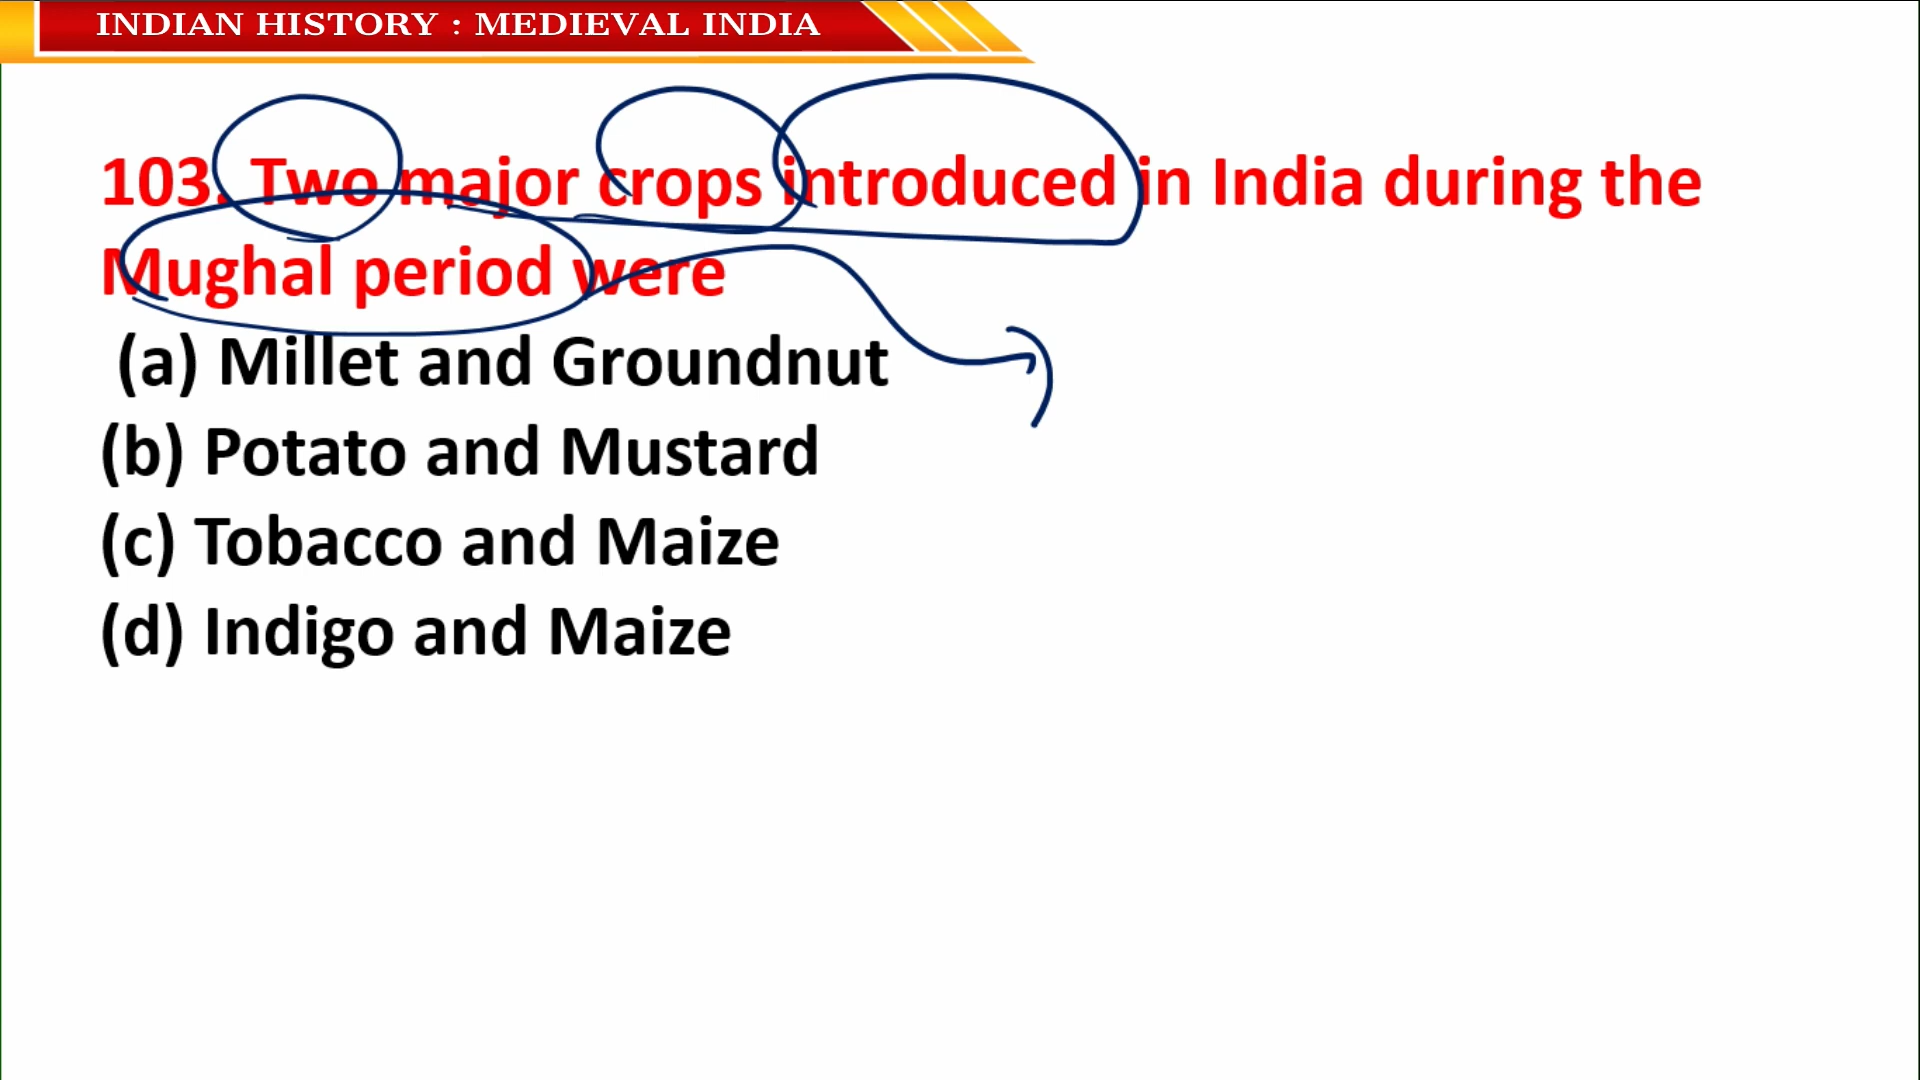 INDIAN HISTORY : MEDIEVAL INDIA
103. Two major crops introduced in India during the
Mughal period were
(a) Millet and Groundnut
(b) Potato and Mustard
(c) Tobacco and Maize
(d) Indigo and Maize